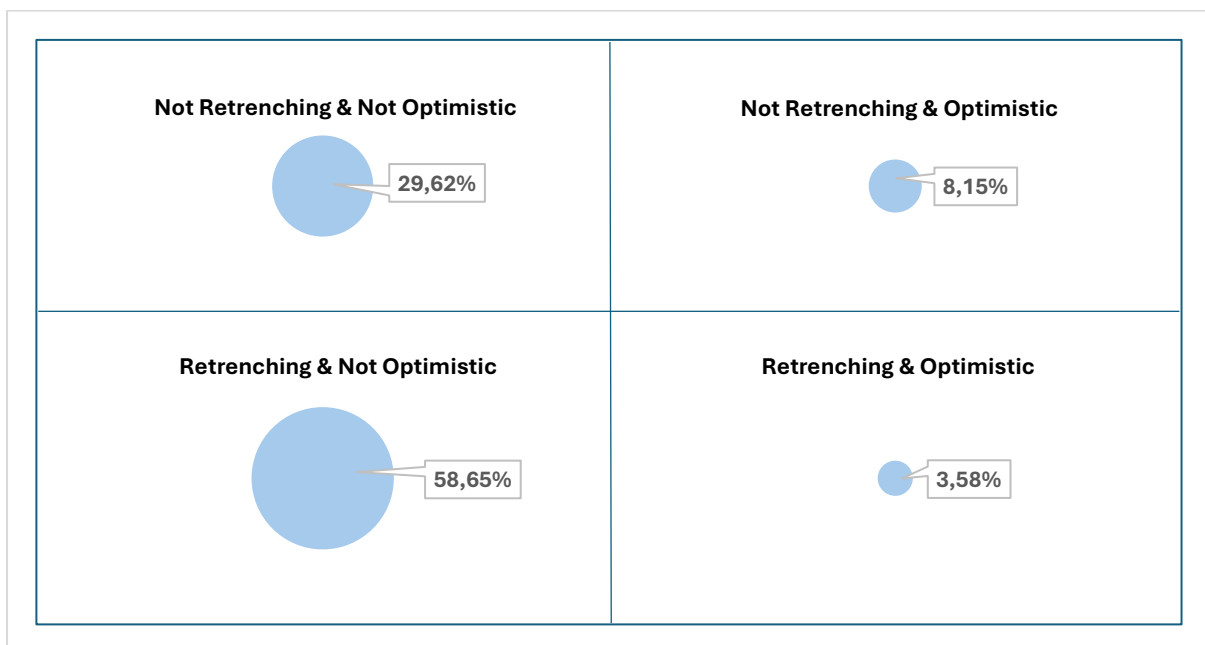 Not Retrenching & Not Optimistic
29,62%
Not Retrenching & Optimistic
8,15%
Retrenching & Not Optimistic
58,65%
Retrenching & Optimistic
3,58%